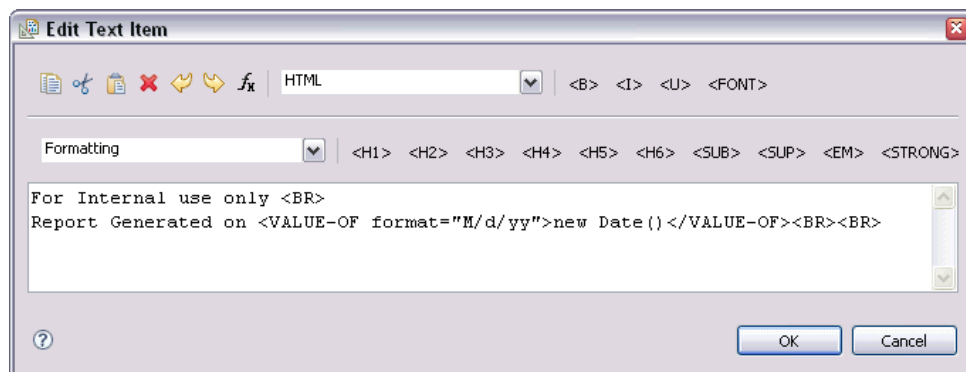 Edit Text Item
fx HTML <B> <I> <U> <FONT>
Formatting <H1> <H2> <H3> <H4> <H5> <H6> <SUB> <SUP> <EM> <STRONG>
For Internal use only <BR>
Report Generated on <VALUE-OF format="M/d/yy">new Date()</VALUE-OF><BR><BR>
? OK Cancel